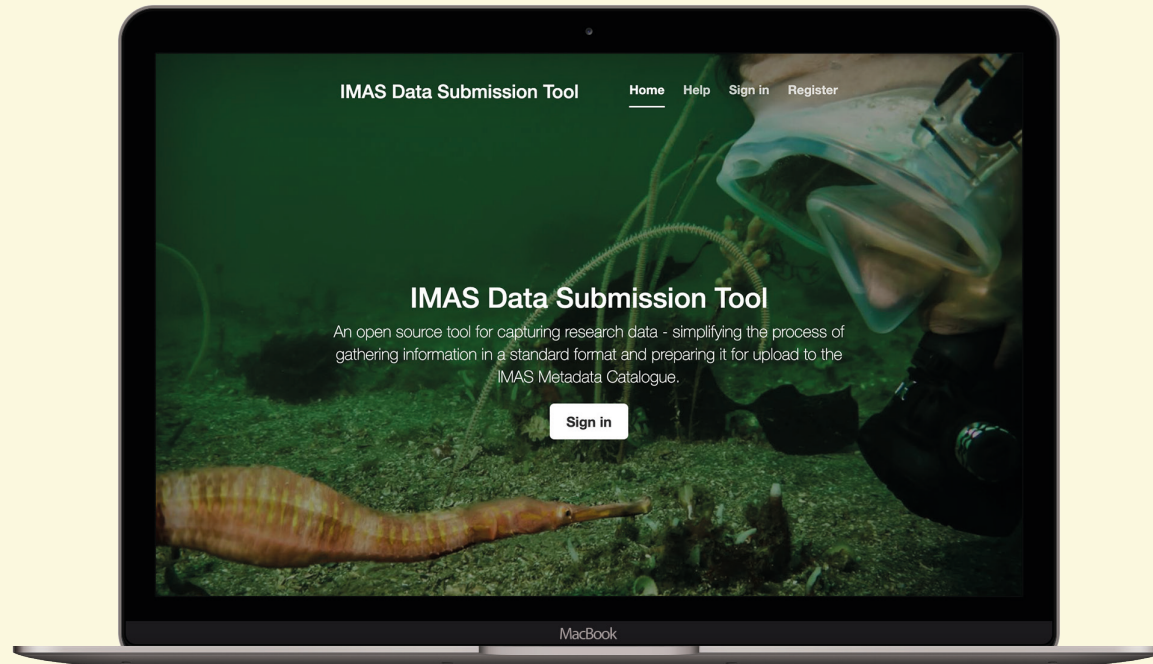 IMAS Data Submission Tool
Home Help Sign in Register
IMAS Data Submission Tool
An open source tool for capturing research data - simplifying the process of
gathering information in a standard format and preparing it for upload to the
IMAS Metadata Catalogue.
Sign in
MacBook